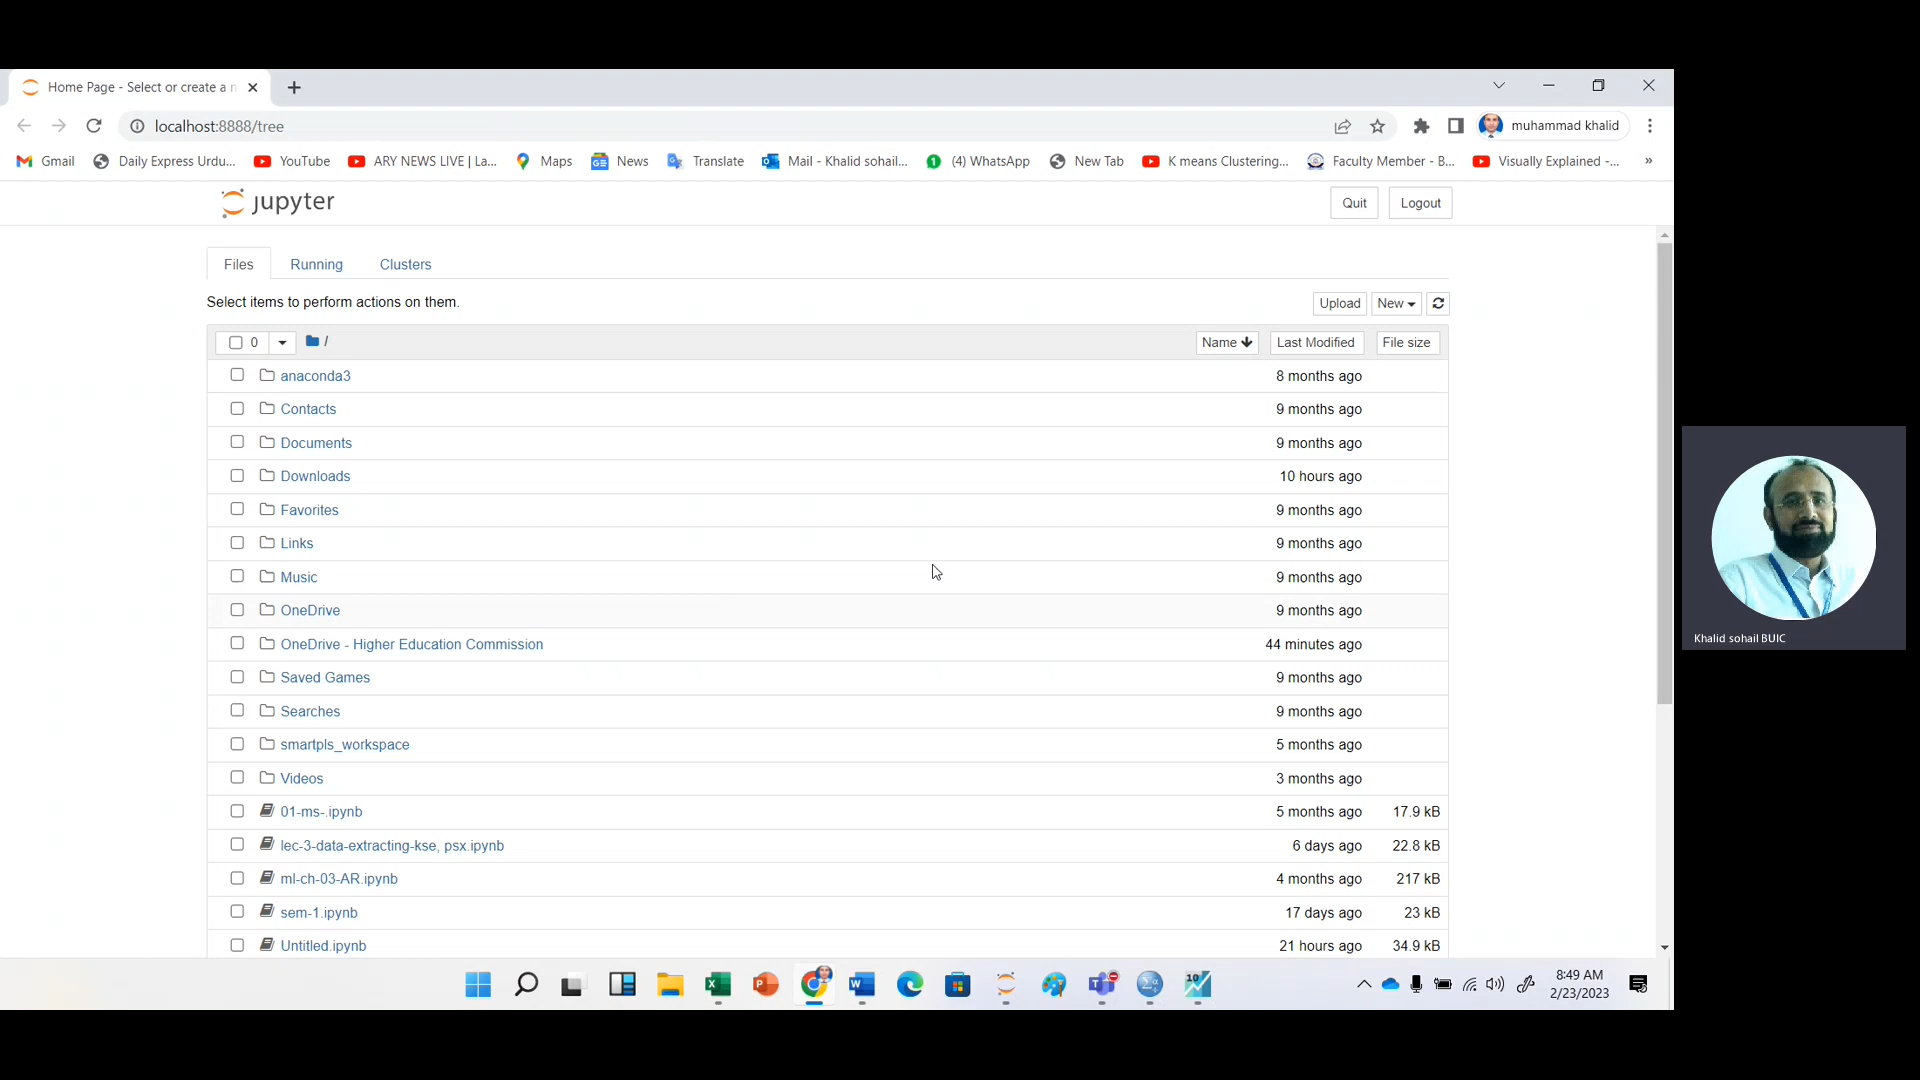 Home Page - Select or create a n
localhost:8888/tree
muhammad khalid
Gmail Daily Express Urdu... YouTube ARY NEWS LIVE | La... Maps News Translate Mail - Khalid sohail... (4) WhatsApp New Tab K means Clustering... Faculty Member - B... Visually Explained -... »
jupyter
Quit Logout
Files Running Clusters
Select items to perform actions on them.
Upload New
0 / Name Last Modified File size
anaconda3 8 months ago
Contacts 9 months ago
Documents 9 months ago
Downloads 10 hours ago
Favorites 9 months ago
Links 9 months ago
Music 9 months ago
OneDrive 9 months ago
OneDrive - Higher Education Commission 44 minutes ago
Saved Games 9 months ago
Searches 9 months ago
smartpls_workspace 5 months ago
Videos 3 months ago
01-ms-.ipynb 5 months ago 17.9 kB
lec-3-data-extracting-kse, psx.ipynb 6 days ago 22.8 kB
ml-ch-03-AR.ipynb 4 months ago 217 kB
sem-1.ipynb 17 days ago 23 kB
Untitled.ipynb 21 hours ago 34.9 kB
8:49 AM
2/23/2023
Khalid sohail BUIC